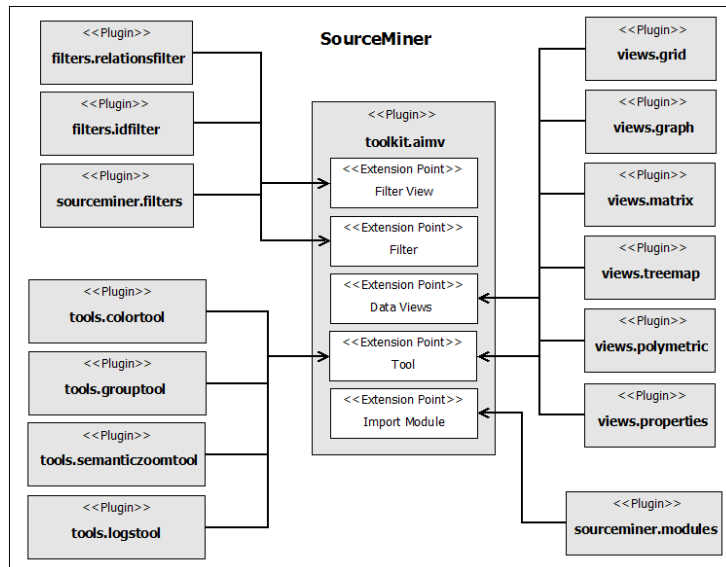 SourceMiner
<<Plugin>>
filters.relationsfilter
<<Plugin>>
filters.idfilter
<<Plugin>>
sourceminer.filters
<<Plugin>>
tools.colortool
<<Plugin>>
tools.grouptool
<<Plugin>>
tools.semanticzoomtool
<<Plugin>>
tools.logstool
<<Plugin>>
toolkit.aimv
<<Extension Point>>
Filter View
<<Extension Point>>
Filter
<<Extension Point>>
Data Views
<<Extension Point>>
Tool
<<Extension Point>>
Import Module
<<Plugin>>
views.grid
<<Plugin>>
views.graph
<<Plugin>>
views.matrix
<<Plugin>>
views.treemap
<<Plugin>>
views.polymetric
<<Plugin>>
views.properties
<<Plugin>>
sourceminer.modules